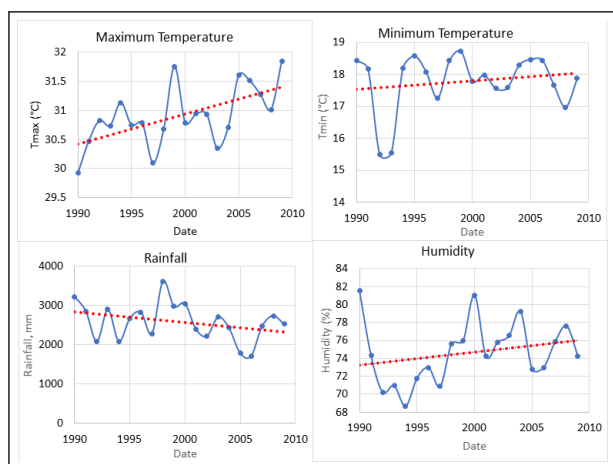 Maximum Temperature
32
31.5
31
30.5
30
29.5
Tmax (°C)
1990 1995 2000 2005 2010
Date
Minimum Temperature
19
18
17
16
15
14
Tmin (°C)
1990 1995 2000 2005 2010
Date
Rainfall
4000
3000
2000
1000
0
Rainfall, mm
1990 1995 2000 2005 2010
Date
Humidity
84
82
80
78
76
74
72
70
68
Humidity (%)
1990 1995 2000 2005 2010
Date